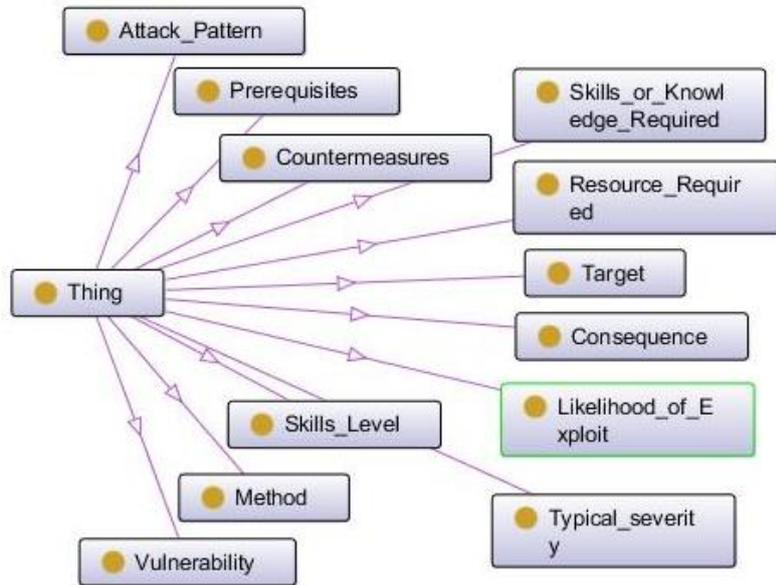 Attack_Pattern
Prerequisites
Skills_or_Knowl
edge_Required
Countermeasures
Resource_Requir
ed
Thing
Target
Consequence
Likelihood_of_E
xploit
Skills_Level
Method
Typical_severit
y
Vulnerability